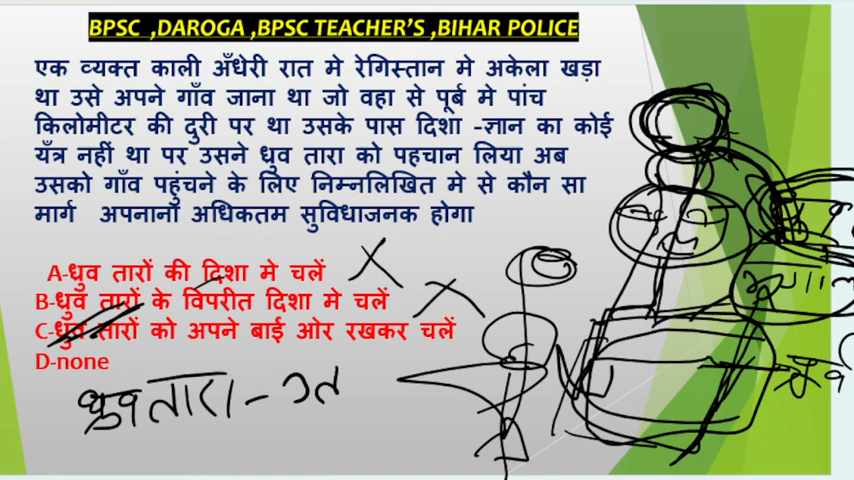 BPSC ,DAROGA ,BPSC TEACHER'S ,BIHAR POLICE
एक व्यक्त काली अँधेरी रात मे रेगिस्तान मे अकेला खड़ा
था उसे अपने गाँव जाना था जो वहा से पूर्ब मे पांच
किलोमीटर की दुरी पर था उसके पास दिशा -ज्ञान का कोई
यँत्र नहीं था पर उसने ध्रुव तारा को पहचान लिया अब
उसको गाँव पहुंचने के लिए निम्नलिखित मे से कौन सा
मार्ग अपनाना अधिकतम सुविधाजनक होगा
A-ध्रुव तारों की दिशा मे चलें
B-ध्रुव तारों के विपरीत दिशा मे चलें
C-ध्रुव तारों को अपने बाई ओर रखकर चलें
D-none
ध्रुव तारा -